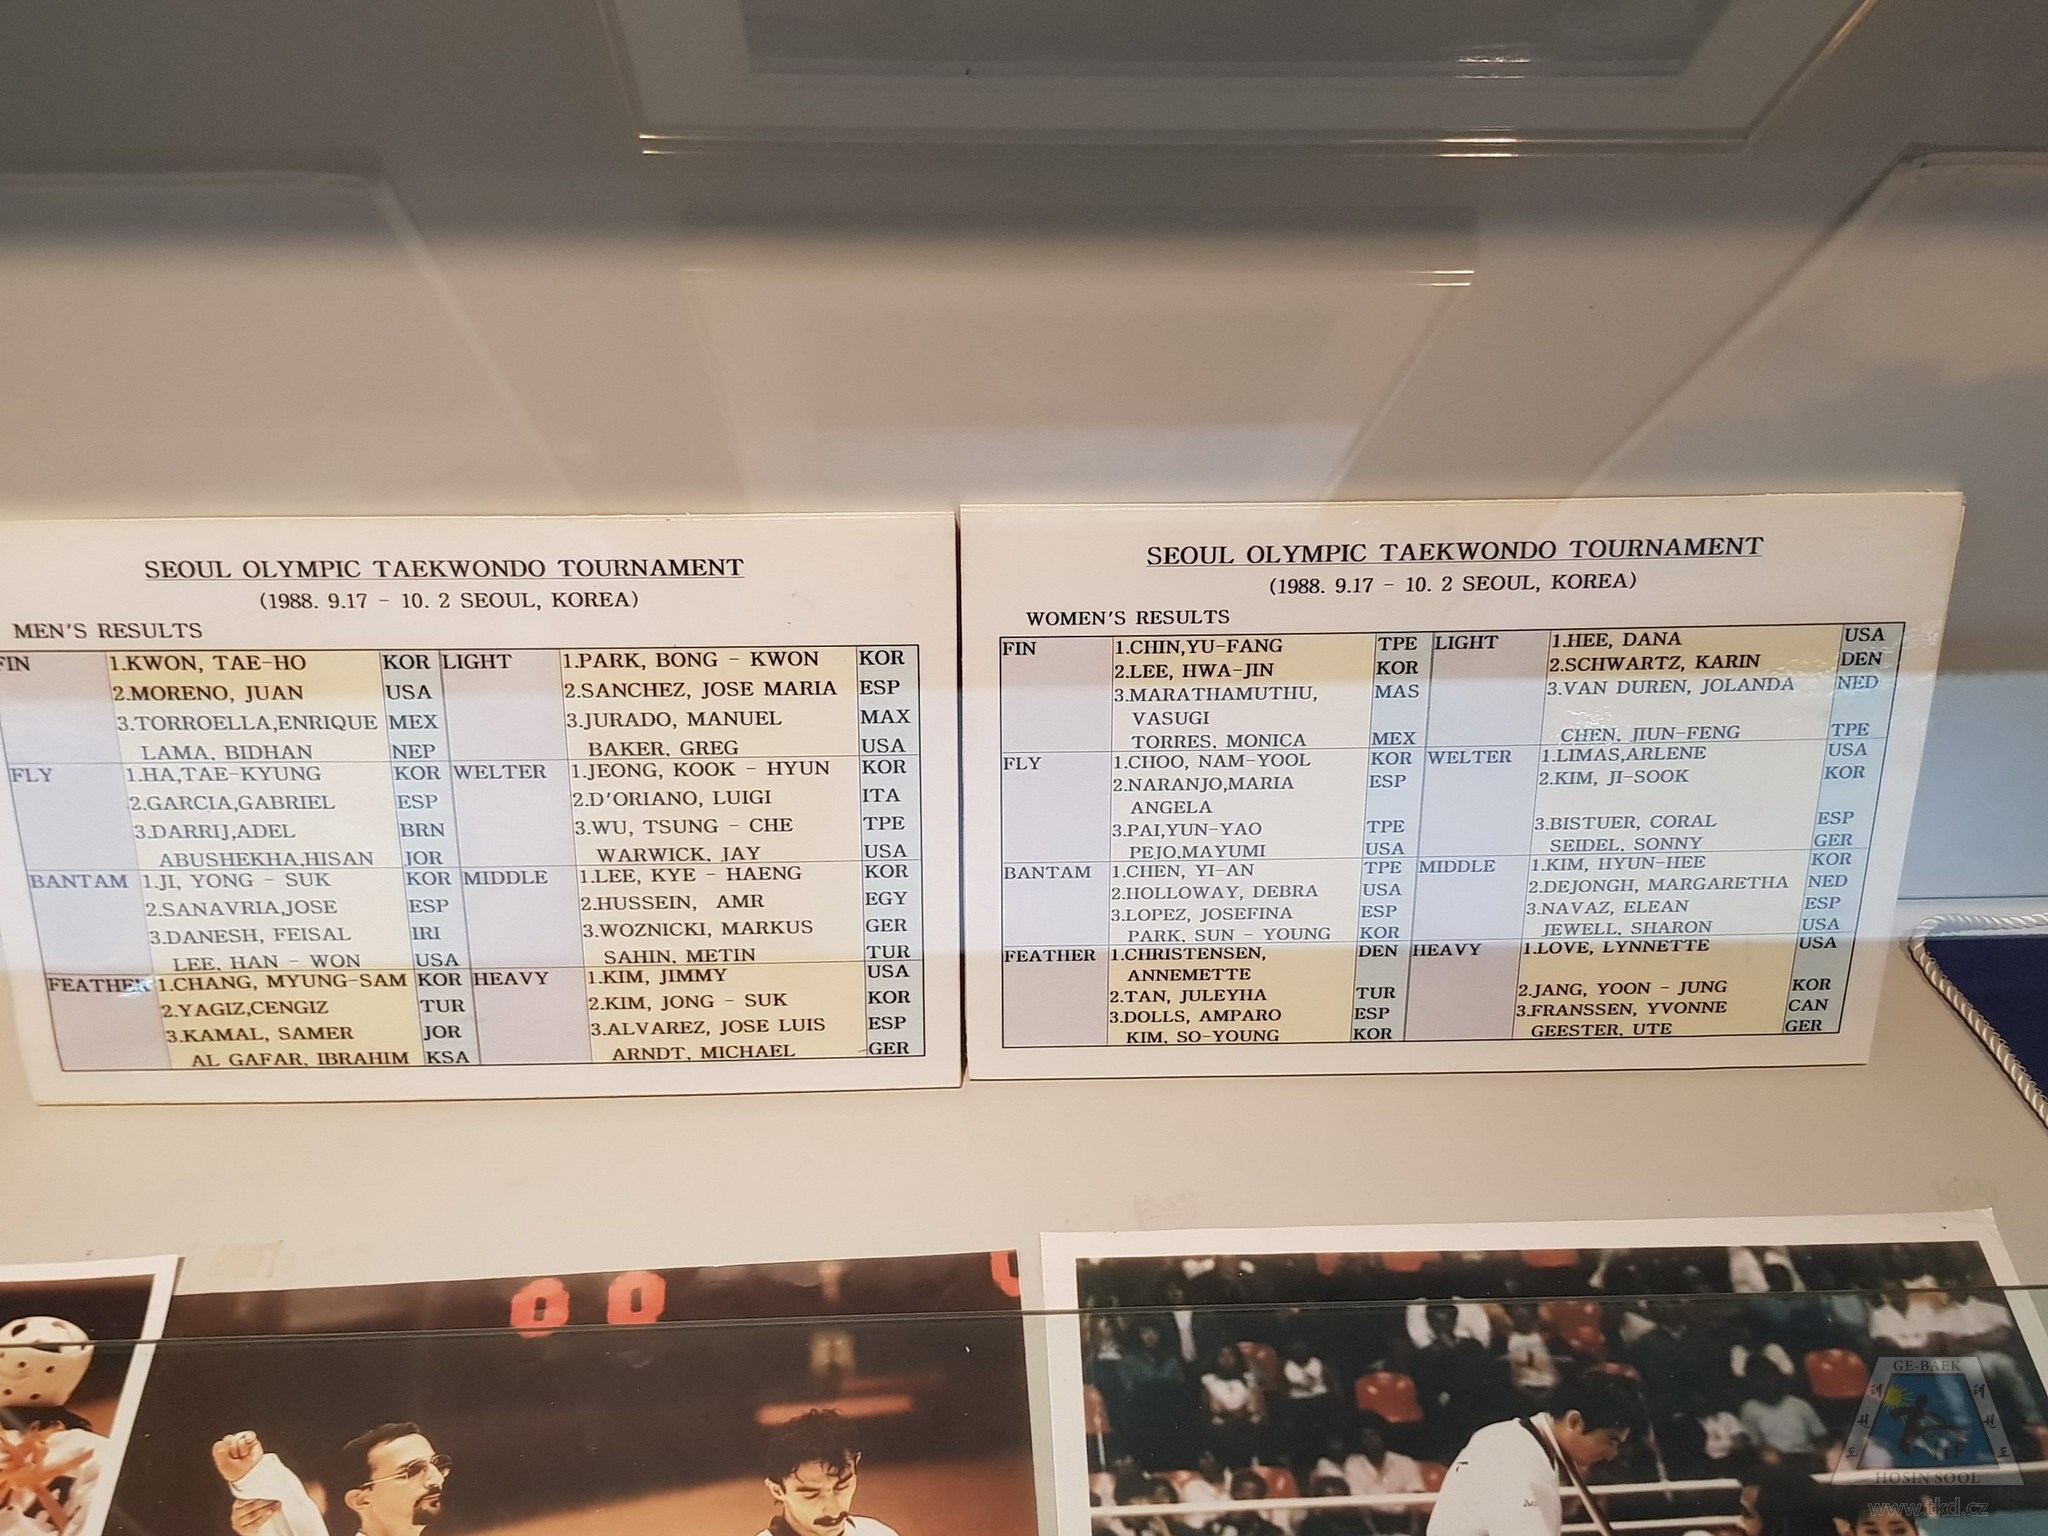 SEOUL OLYMPIC TAEKWONDO TOURNAMENT
(1988. 9.17 - 10. 2 SEOUL, KOREA)
MEN'S RESULTS
FIN 1.KWON, TAE-HO KOR LIGHT 1.PARK, BONG - KWON KOR
2.MORENO, JUAN USA 2.SANCHEZ, JOSE MARIA ESP
3.TORROELLA,ENRIQUE MEX 3.JURADO, MANUEL MAX
LAMA, BIDHAN NEP BAKER, GREG USA
FLY 1.HA,TAE-KYUNG KOR WELTER 1.JEONG, KOOK - HYUN KOR
2.GARCIA,GABRIEL ESP 2.D'ORIANO, LUIGI ITA
3.DARRIJ,ADEL BRN 3.WU, TSUNG - CHE TPE
ABUSHEKHA,HISAN JOR WARWICK, JAY USA
BANTAM 1.JI, YONG - SUK KOR MIDDLE 1.LEE, KYE - HAENG KOR
2.SANAVRIA,JOSE ESP 2.HUSSEIN, AMR EGY
3.DANESH, FEISAL IRI 3.WOZNICKI, MARKUS GER
LEE, HAN - WON USA SAHIN, METIN TUR
FEATHER 1.CHANG, MYUNG-SAM KOR HEAVY 1.KIM, JIMMY USA
2.YAGIZ,CENGIZ TUR 2.KIM, JONG - SUK KOR
3.KAMAL, SAMER JOR 3.ALVAREZ, JOSE LUIS ESP
AL GAFAR, IBRAHIM KSA ARNDT, MICHAEL GER
SEOUL OLYMPIC TAEKWONDO TOURNAMENT
(1988. 9.17 - 10. 2 SEOUL, KOREA)
WOMEN'S RESULTS
FIN 1.CHIN,YU-FANG TPE LIGHT 1.HEE, DANA USA
2.LEE, HWA-JIN KOR 2.SCHWARTZ, KARIN DEN
3.MARATHAMUTHU, MAS 3.VAN DUREN, JOLANDA NED
VASUGI
TORRES, MONICA MEX CHEN, JIUN-FENG TPE
FLY 1.CHOO, NAM-YOOL KOR WELTER 1.LIMAS,ARLENE USA
2.NARANJO,MARIA ESP 2.KIM, JI-SOOK KOR
ANGELA
3.PAI,YUN-YAO TPE 3.BISTUER, CORAL ESP
PEJO,MAYUMI USA SEIDEL, SONNY GER
BANTAM 1.CHEN, YI-AN TPE MIDDLE 1.KIM, HYUN-HEE KOR
2.HOLLOWAY, DEBRA USA 2.DEJONGH, MARGARETHA NED
3.LOPEZ, JOSEFINA ESP 3.NAVAZ, ELEAN ESP
PARK, SUN - YOUNG KOR JEWELL, SHARON USA
FEATHER 1.CHRISTENSEN, DEN HEAVY 1.LOVE, LYNNETTE USA
ANNEMETTE
2.TAN, JULEYHA TUR 2.JANG, YOON - JUNG KOR
3.DOLLS, AMPARO ESP 3.FRANSSEN, YVONNE CAN
KIM, SO-YOUNG KOR GEESTER, UTE GER
0 0
GE-BAEK
태 태
권 권
도 도
ITF
HOSIN SOOL
www.tkd.cz